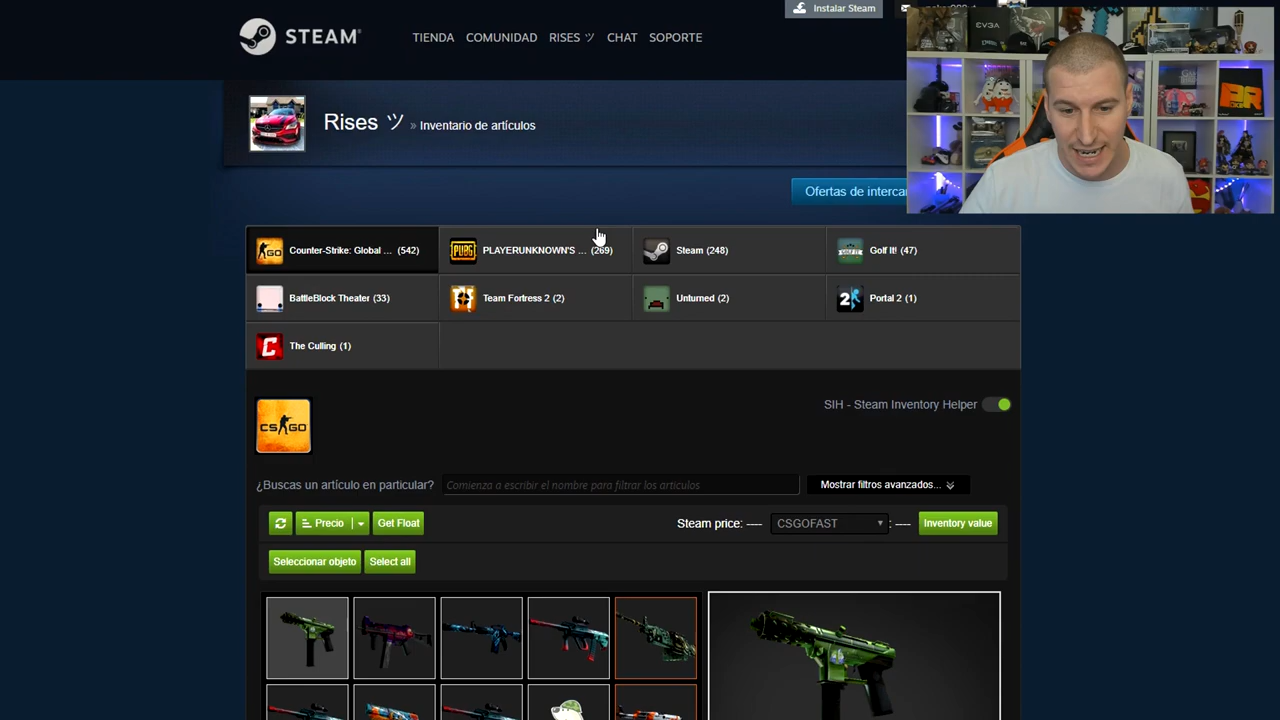 Instalar Steam
STEAM
TIENDA COMUNIDAD RISES ツ CHAT SOPORTE
EVGA
Rises ツ » Inventario de artículos
Ofertas de interca
Counter-Strike: Global ... (542)
PLAYERUNKNOWN'S ... (269)
Steam (248)
Golf It! (47)
BattleBlock Theater (33)
Team Fortress 2 (2)
Unturned (2)
Portal 2 (1)
The Culling (1)
SIH - Steam Inventory Helper
CS GO
¿Buscas un artículo en particular? Comienza a escribir el nombre para filtrar los artículos Mostrar filtros avanzados...
Precio Get Float Steam price: ---- CSGOFAST : ---- Inventory value
Seleccionar objeto Select all